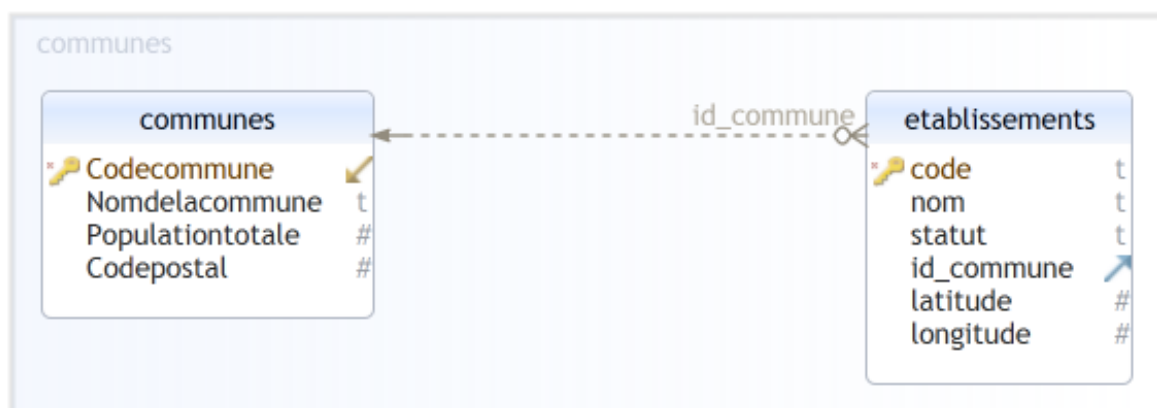 communes
communes
Codecommune
Nomdelacommune t
Populationtotale #
Codepostal #
id_commune
etablissements
code t
nom t
statut t
id_commune
latitude #
longitude #